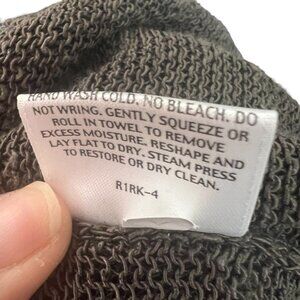 HAND WASH COLD. NO BLEACH. DO
NOT WRING. GENTLY SQUEEZE OR
ROLL IN TOWEL TO REMOVE
EXCESS MOISTURE. RESHAPE AND
LAY FLAT TO DRY. STEAM PRESS
TO RESTORE OR DRY CLEAN.
R1RK-4